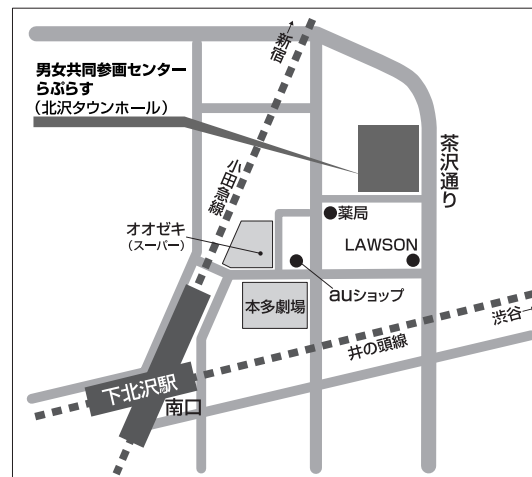 →新宿
男女共同参画センター
らぷらす
（北沢タウンホール）
小田急線
茶沢通り
薬局
オオゼキ
（スーパー）
LAWSON
auショップ
本多劇場
渋谷→
井の頭線
下北沢駅
南口